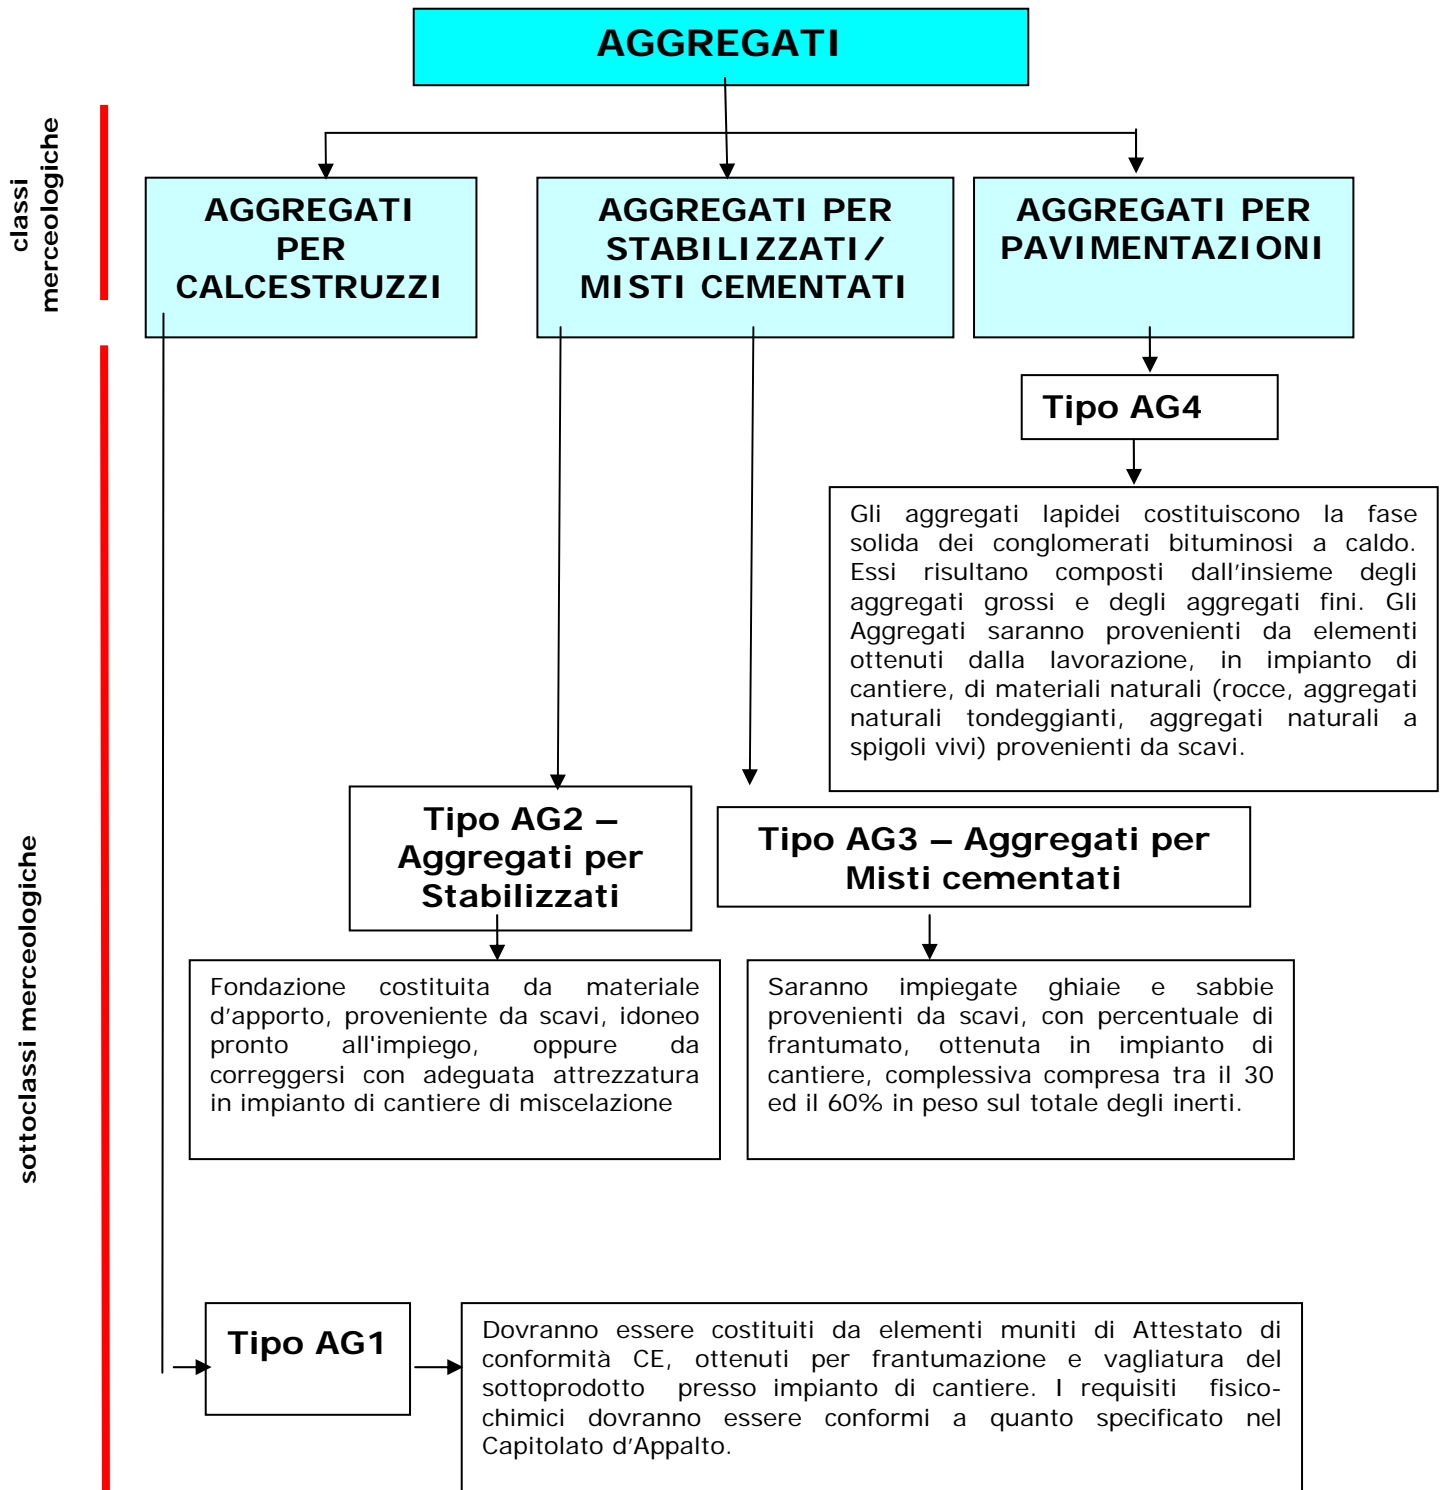 AGGREGATI
classi
merceologiche
AGGREGATI
PER
CALCESTRUZZI
AGGREGATI PER
STABILIZZATI/
MISTI CEMENTATI
AGGREGATI PER
PAVIMENTAZIONI
Tipo AG4
Gli aggregati lapidei costituiscono la fase
solida dei conglomerati bituminosi a caldo.
Essi risultano composti dall'insieme degli
aggregati grossi e degli aggregati fini. Gli
Aggregati saranno provenienti da elementi
ottenuti dalla lavorazione, in impianto di
cantiere, di materiali naturali (rocce, aggregati
naturali tondeggianti, aggregati naturali a
spigoli vivi) provenienti da scavi.
sottoclassi merceologiche
Tipo AG2 –
Aggregati per
Stabilizzati
Tipo AG3 – Aggregati per
Misti cementati
Fondazione costituita da materiale
d'apporto, proveniente da scavi, idoneo
pronto all'impiego, oppure da
correggersi con adeguata attrezzatura
in impianto di cantiere di miscelazione
Saranno impiegate ghiaie e sabbie
provenienti da scavi, con percentuale di
frantumato, ottenuta in impianto di
cantiere, complessiva compresa tra il 30
ed il 60% in peso sul totale degli inerti.
Tipo AG1
Dovranno essere costituiti da elementi muniti di Attestato di
conformità CE, ottenuti per frantumazione e vagliatura del
sottoprodotto presso impianto di cantiere. I requisiti fisico-
chimici dovranno essere conformi a quanto specificato nel
Capitolato d'Appalto.